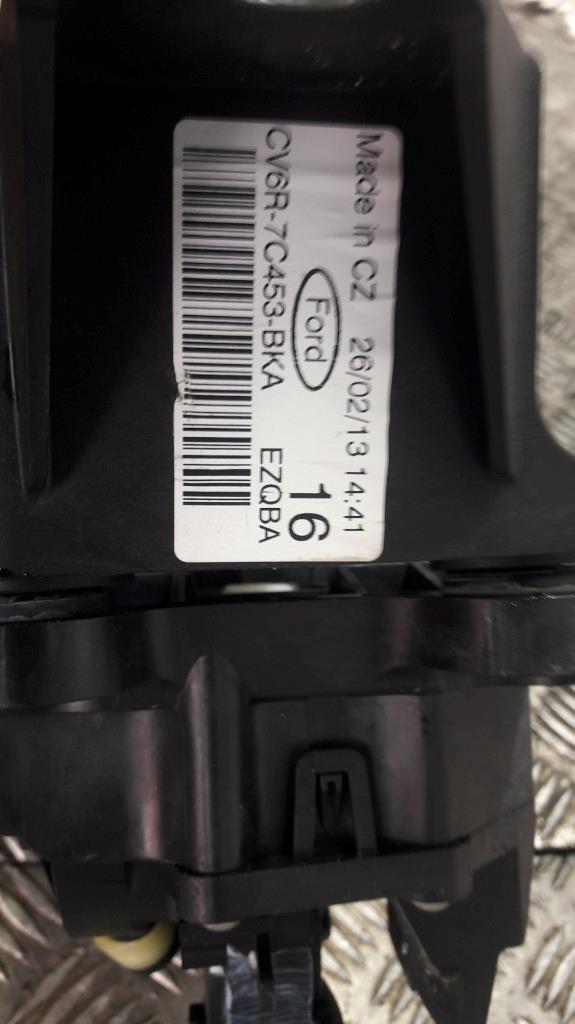 Made in CZ 26/02/13 14:41
Ford 16
CV6R-7C453-BKA EZQBA